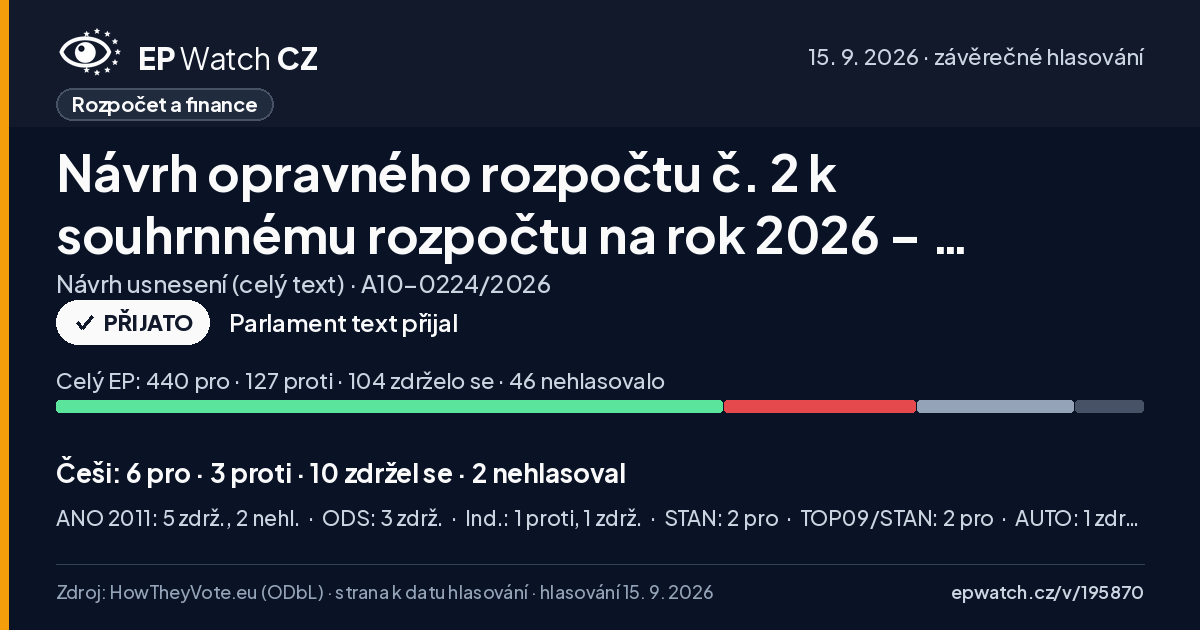 EP Watch CZ
15. 9. 2026 · závěrečné hlasování
Rozpočet a finance
Návrh opravného rozpočtu č. 2 k
souhrnnému rozpočtu na rok 2026 – …
Návrh usnesení (celý text) · A10–0224/2026
✓ PŘIJATO
Parlament text přijal
Celý EP: 440 pro · 127 proti · 104 zdrželo se · 46 nehlasovalo
Češi: 6 pro · 3 proti · 10 zdržel se · 2 nehlasoval
ANO 2011: 5 zdrž., 2 nehl. · ODS: 3 zdrž. · Ind.: 1 proti, 1 zdrž. · STAN: 2 pro · TOP09/STAN: 2 pro · AUTO: 1 zdr…
Zdroj: HowTheyVote.eu (ODbL) · strana k datu hlasování · hlasování 15. 9. 2026
epwatch.cz/v/195870